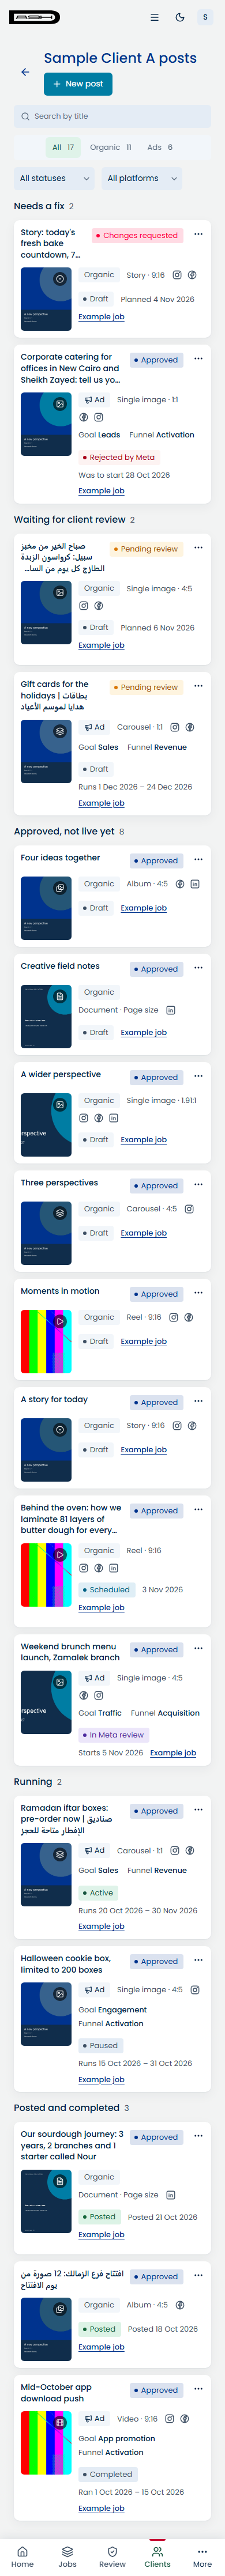 S
Sample Client A posts
+ New post
Search by title
All 17 Organic 11 Ads 6
All statuses All platforms
Needs a fix 2
Story: today's
fresh bake
countdown, 7...
Changes requested
Organic Story · 9:16
Draft Planned 4 Nov 2026
Example job
Corporate catering for
offices in New Cairo and
Sheikh Zayed: tell us yo...
Approved
Ad Single image · 1:1
Goal Leads Funnel Activation
Rejected by Meta
Was to start 28 Oct 2026
Example job
Waiting for client review 2
صباح الخير من مخبز
سبيل: كرواسون الزبدة
الطازج كل يوم من السا...
Pending review
Organic Single image · 4:5
Draft Planned 6 Nov 2026
Example job
Gift cards for the
holidays | بطاقات
هدايا لموسم الأعياد
Pending review
Ad Carousel · 1:1
Goal Sales Funnel Revenue
Draft
Runs 1 Dec 2026 – 24 Dec 2026
Example job
Approved, not live yet 8
Four ideas together
Approved
Organic Album · 4:5
Draft Example job
Creative field notes
Approved
Organic
Document · Page size
Draft Example job
A wider perspective
Approved
Organic Single image · 1.91:1
rspective
Draft Example job
Three perspectives
Approved
Organic Carousel · 4:5
Draft Example job
Moments in motion
Approved
Organic Reel · 9:16
Draft Example job
A story for today
Approved
Organic Story · 9:16
Draft Example job
Behind the oven: how we
laminate 81 layers of
butter dough for every...
Approved
Organic Reel · 9:16
Scheduled 3 Nov 2026
Example job
Weekend brunch menu
launch, Zamalek branch
Approved
Ad Single image · 4:5
rspective
Goal Traffic Funnel Acquisition
In Meta review
Starts 5 Nov 2026 Example job
Running 2
Ramadan iftar boxes:
pre-order now | صناديق
الإفطار متاحة للحجز
Approved
Ad Carousel · 1:1
Goal Sales Funnel Revenue
Active
Runs 20 Oct 2026 – 30 Nov 2026
Example job
Halloween cookie box,
limited to 200 boxes
Approved
Ad Single image · 4:5
Goal Engagement
Funnel Activation
Paused
Runs 15 Oct 2026 – 31 Oct 2026
Example job
Posted and completed 3
Our sourdough journey: 3
years, 2 branches and 1
starter called Nour
Approved
Organic
Document · Page size
Posted Posted 21 Oct 2026
Example job
افتتاح فرع الزمالك: 12 صورة من
يوم الافتتاح
Approved
Organic Album · 4:5
Posted Posted 18 Oct 2026
Example job
Mid-October app
download push
Approved
Ad Video · 9:16
Goal App promotion
Funnel Activation
Completed
Ran 1 Oct 2026 – 15 Oct 2026
Example job
Home Jobs Review Clients More